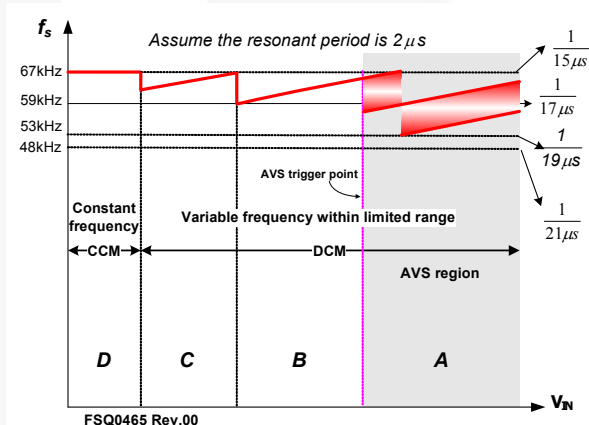 fs
Assume the resonant period is 2μs
67kHz
59kHz
53kHz
48kHz
1
15μs
1
17μs
1
19μs
1
21μs
AVS trigger point
Constant
frequency
Variable frequency within limited range
CCM
DCM
AVS region
D
C
B
A
VIN
FSQ0465 Rev.00